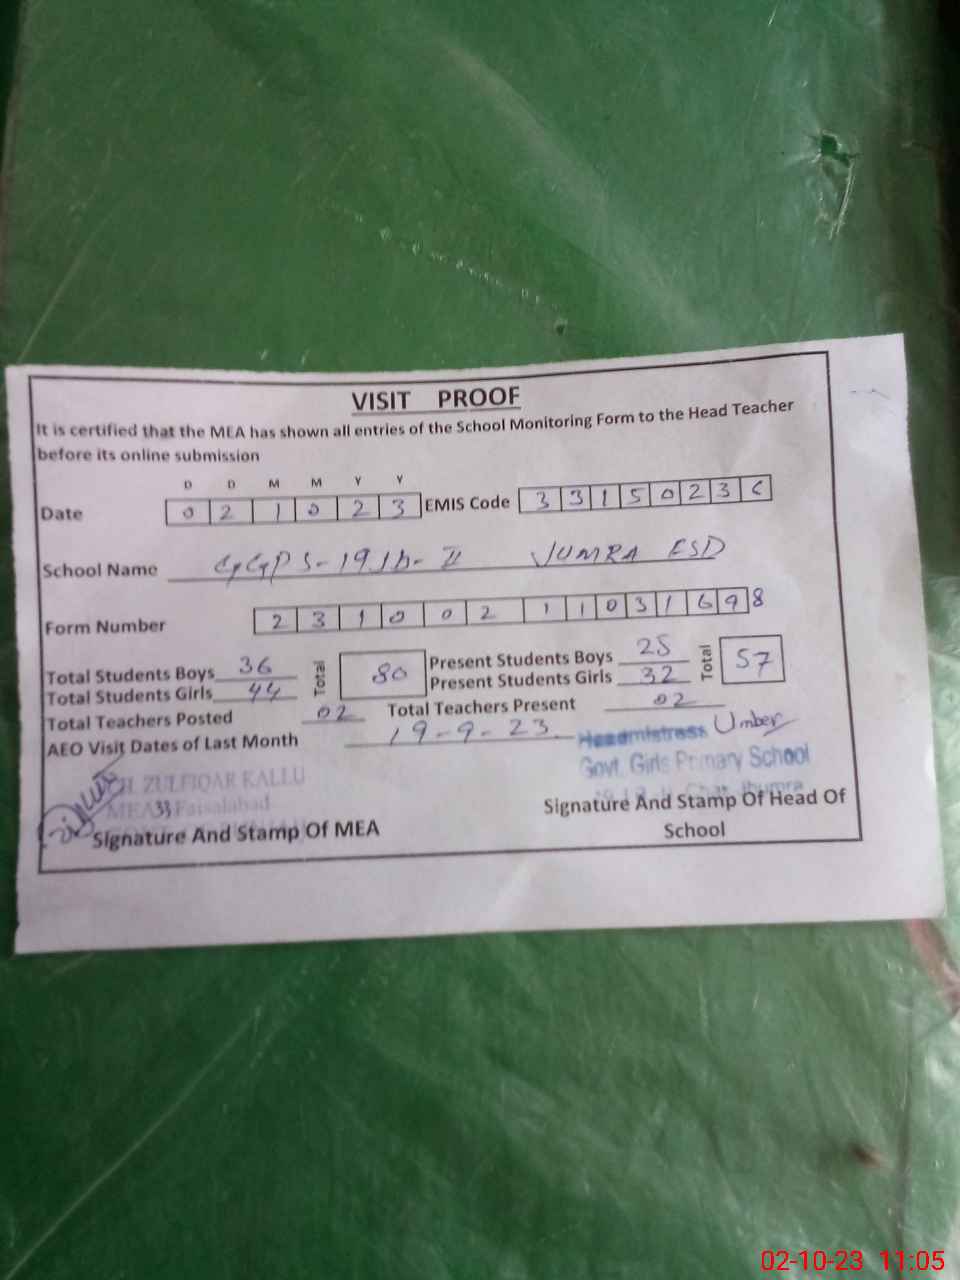 VISIT PROOF
It is certified that the MEA has shown all entries of the School Monitoring Form to the Head Teacher
before its online submission
D D M M Y Y
Date 0 2 1 0 2 3 EMIS Code 3 3 1 5 0 2 3 6
School Name GGPS-19JB-II JUMRA FSD
Form Number 2 3 1 0 0 2 1 1 0 3 1 6 9 8
Total Students Boys 36 Total 80 Present Students Boys 25 Total 57
Total Students Girls 44 Present Students Girls 32
Total Teachers Posted 02 Total Teachers Present 02
AEO Visit Dates of Last Month 19-9-23
Headmistress Umber
Govt. Girls Primary School
ZULFIQAR KALLU
MEA 33 Faisalabad
Signature And Stamp Of MEA
Signature And Stamp Of Head Of
School
02-10-23 11:05